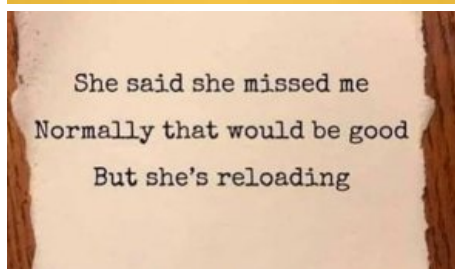 She said she missed me
Normally that would be good
But she's reloading